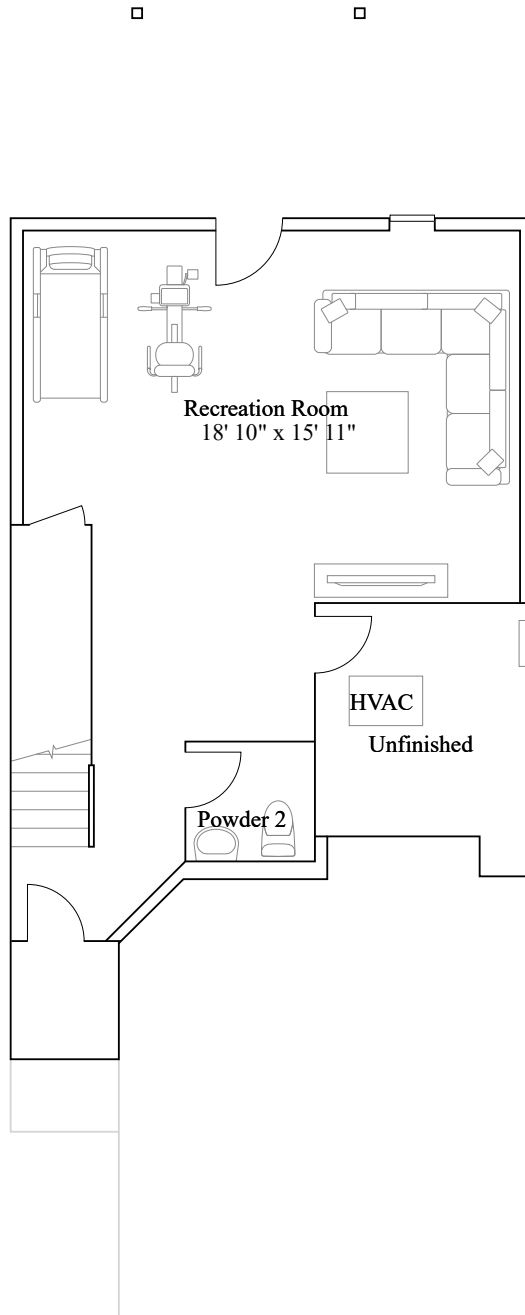 Recreation Room
18' 10" x 15' 11"
HVAC
Unfinished
Powder 2